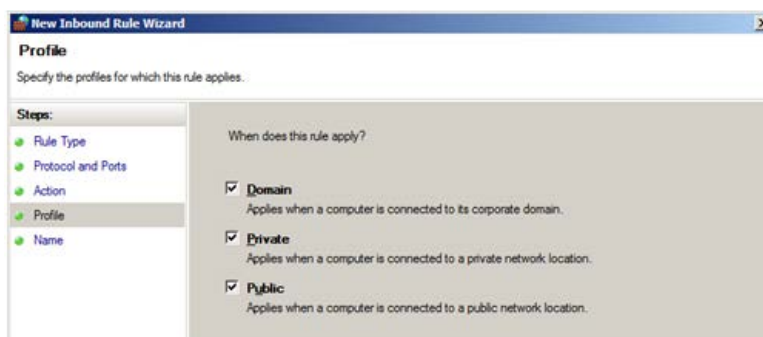 New Inbound Rule Wizard
Profile
Specify the profiles for which this rule applies.
Steps:
Rule Type
Protocol and Ports
Action
Profile
Name
When does this rule apply?
Domain
Applies when a computer is connected to its corporate domain.
Private
Applies when a computer is connected to a private network location.
Public
Applies when a computer is connected to a public network location.